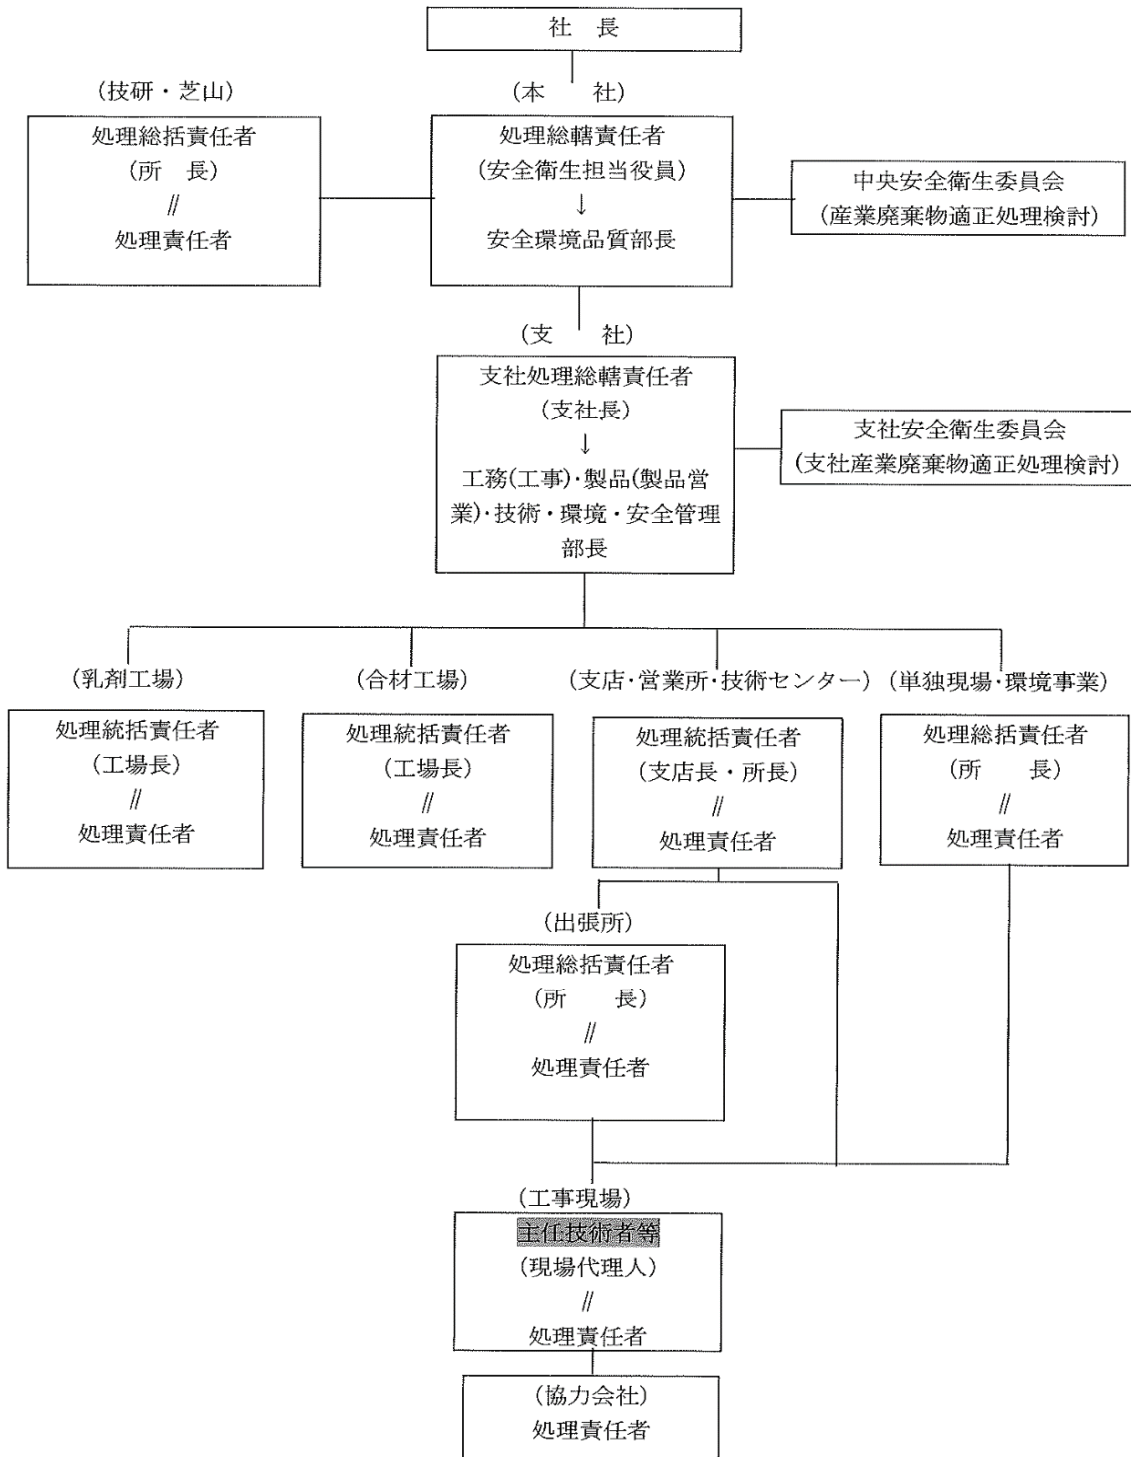 社　長
(技研・芝山)
処理総括責任者
(所　長)
〃
処理責任者
(本　　社)
処理総轄責任者
(安全衛生担当役員)
↓
安全環境品質部長
中央安全衛生委員会
(産業廃棄物適正処理検討)
(支　　社)
支社処理総轄責任者
(支社長)
↓
工務(工事)・製品(製品営
業)・技術・環境・安全管理
部長
支社安全衛生委員会
(支社産業廃棄物適正処理検討)
(乳剤工場)
処理統括責任者
(工場長)
〃
処理責任者
(合材工場)
処理統括責任者
(工場長)
〃
処理責任者
(支店・営業所・技術センター)
処理統括責任者
(支店長・所長)
〃
処理責任者
(単独現場・環境事業)
処理総括責任者
(所　　長)
〃
処理責任者
(出張所)
処理総括責任者
(所　　長)
〃
処理責任者
(工事現場)
主任技術者等
(現場代理人)
〃
処理責任者
(協力会社)
処理責任者